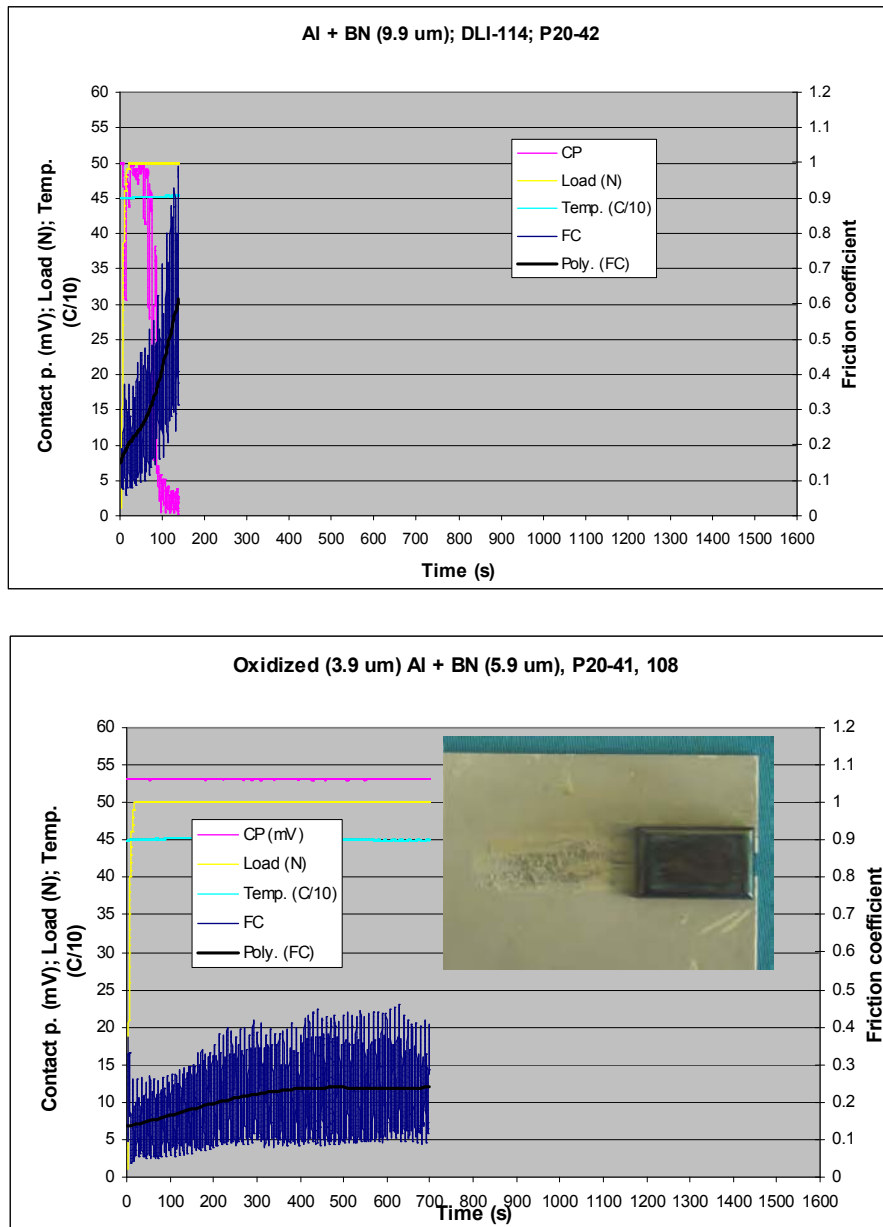 Al + BN (9.9 um); DLI-114; P20-42
Contact p. (mV); Load (N); Temp.
(C/10)
60
55
50
45
40
35
30
25
20
15
10
5
0
CP
Load (N)
Temp. (C/10)
FC
Poly. (FC)
1.2
1.1
1
0.9
0.8
0.7
0.6
0.5
0.4
0.3
0.2
0.1
0
Friction coefficient
0 100 200 300 400 500 600 700 800 900 1000 1100 1200 1300 1400 1500 1600
Time (s)
Oxidized (3.9 um) Al + BN (5.9 um), P20-41, 108
Contact p. (mV); Load (N); Temp.
(C/10)
60
55
50
45
40
35
30
25
20
15
10
5
0
CP (mV)
Load (N)
Temp. (C/10)
FC
Poly. (FC)
1.2
1.1
1
0.9
0.8
0.7
0.6
0.5
0.4
0.3
0.2
0.1
0
Friction coefficient
0 100 200 300 400 500 600 700 800 900 1000 1100 1200 1300 1400 1500 1600
Time (s)